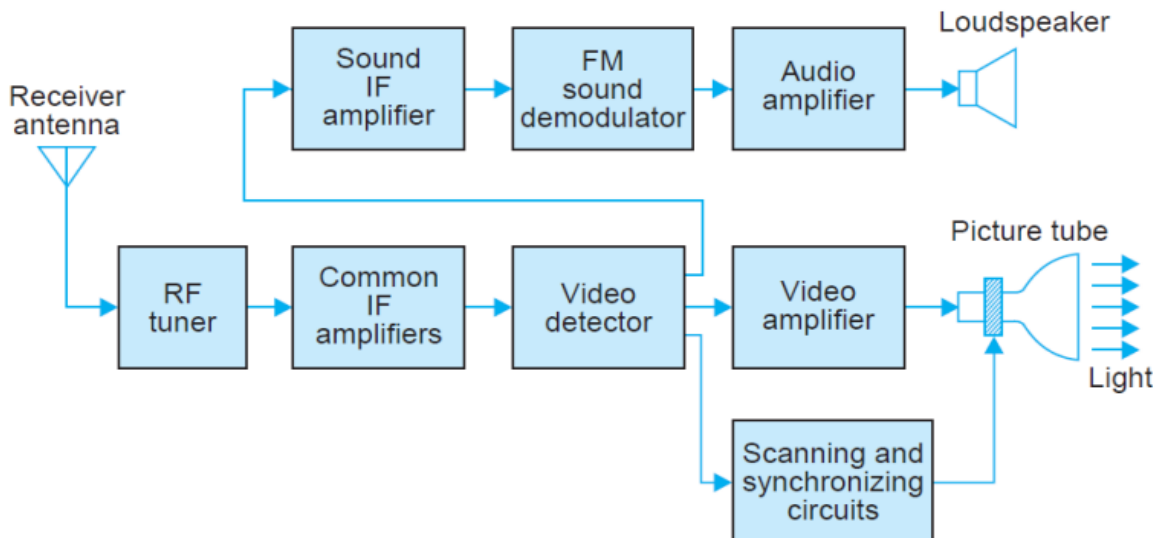 Loudspeaker
Sound
IF
amplifier
FM
sound
demodulator
Audio
amplifier
Receiver
antenna
Picture tube
RF
tuner
Common
IF
amplifiers
Video
detector
Video
amplifier
Light
Scanning and
synchronizing
circuits